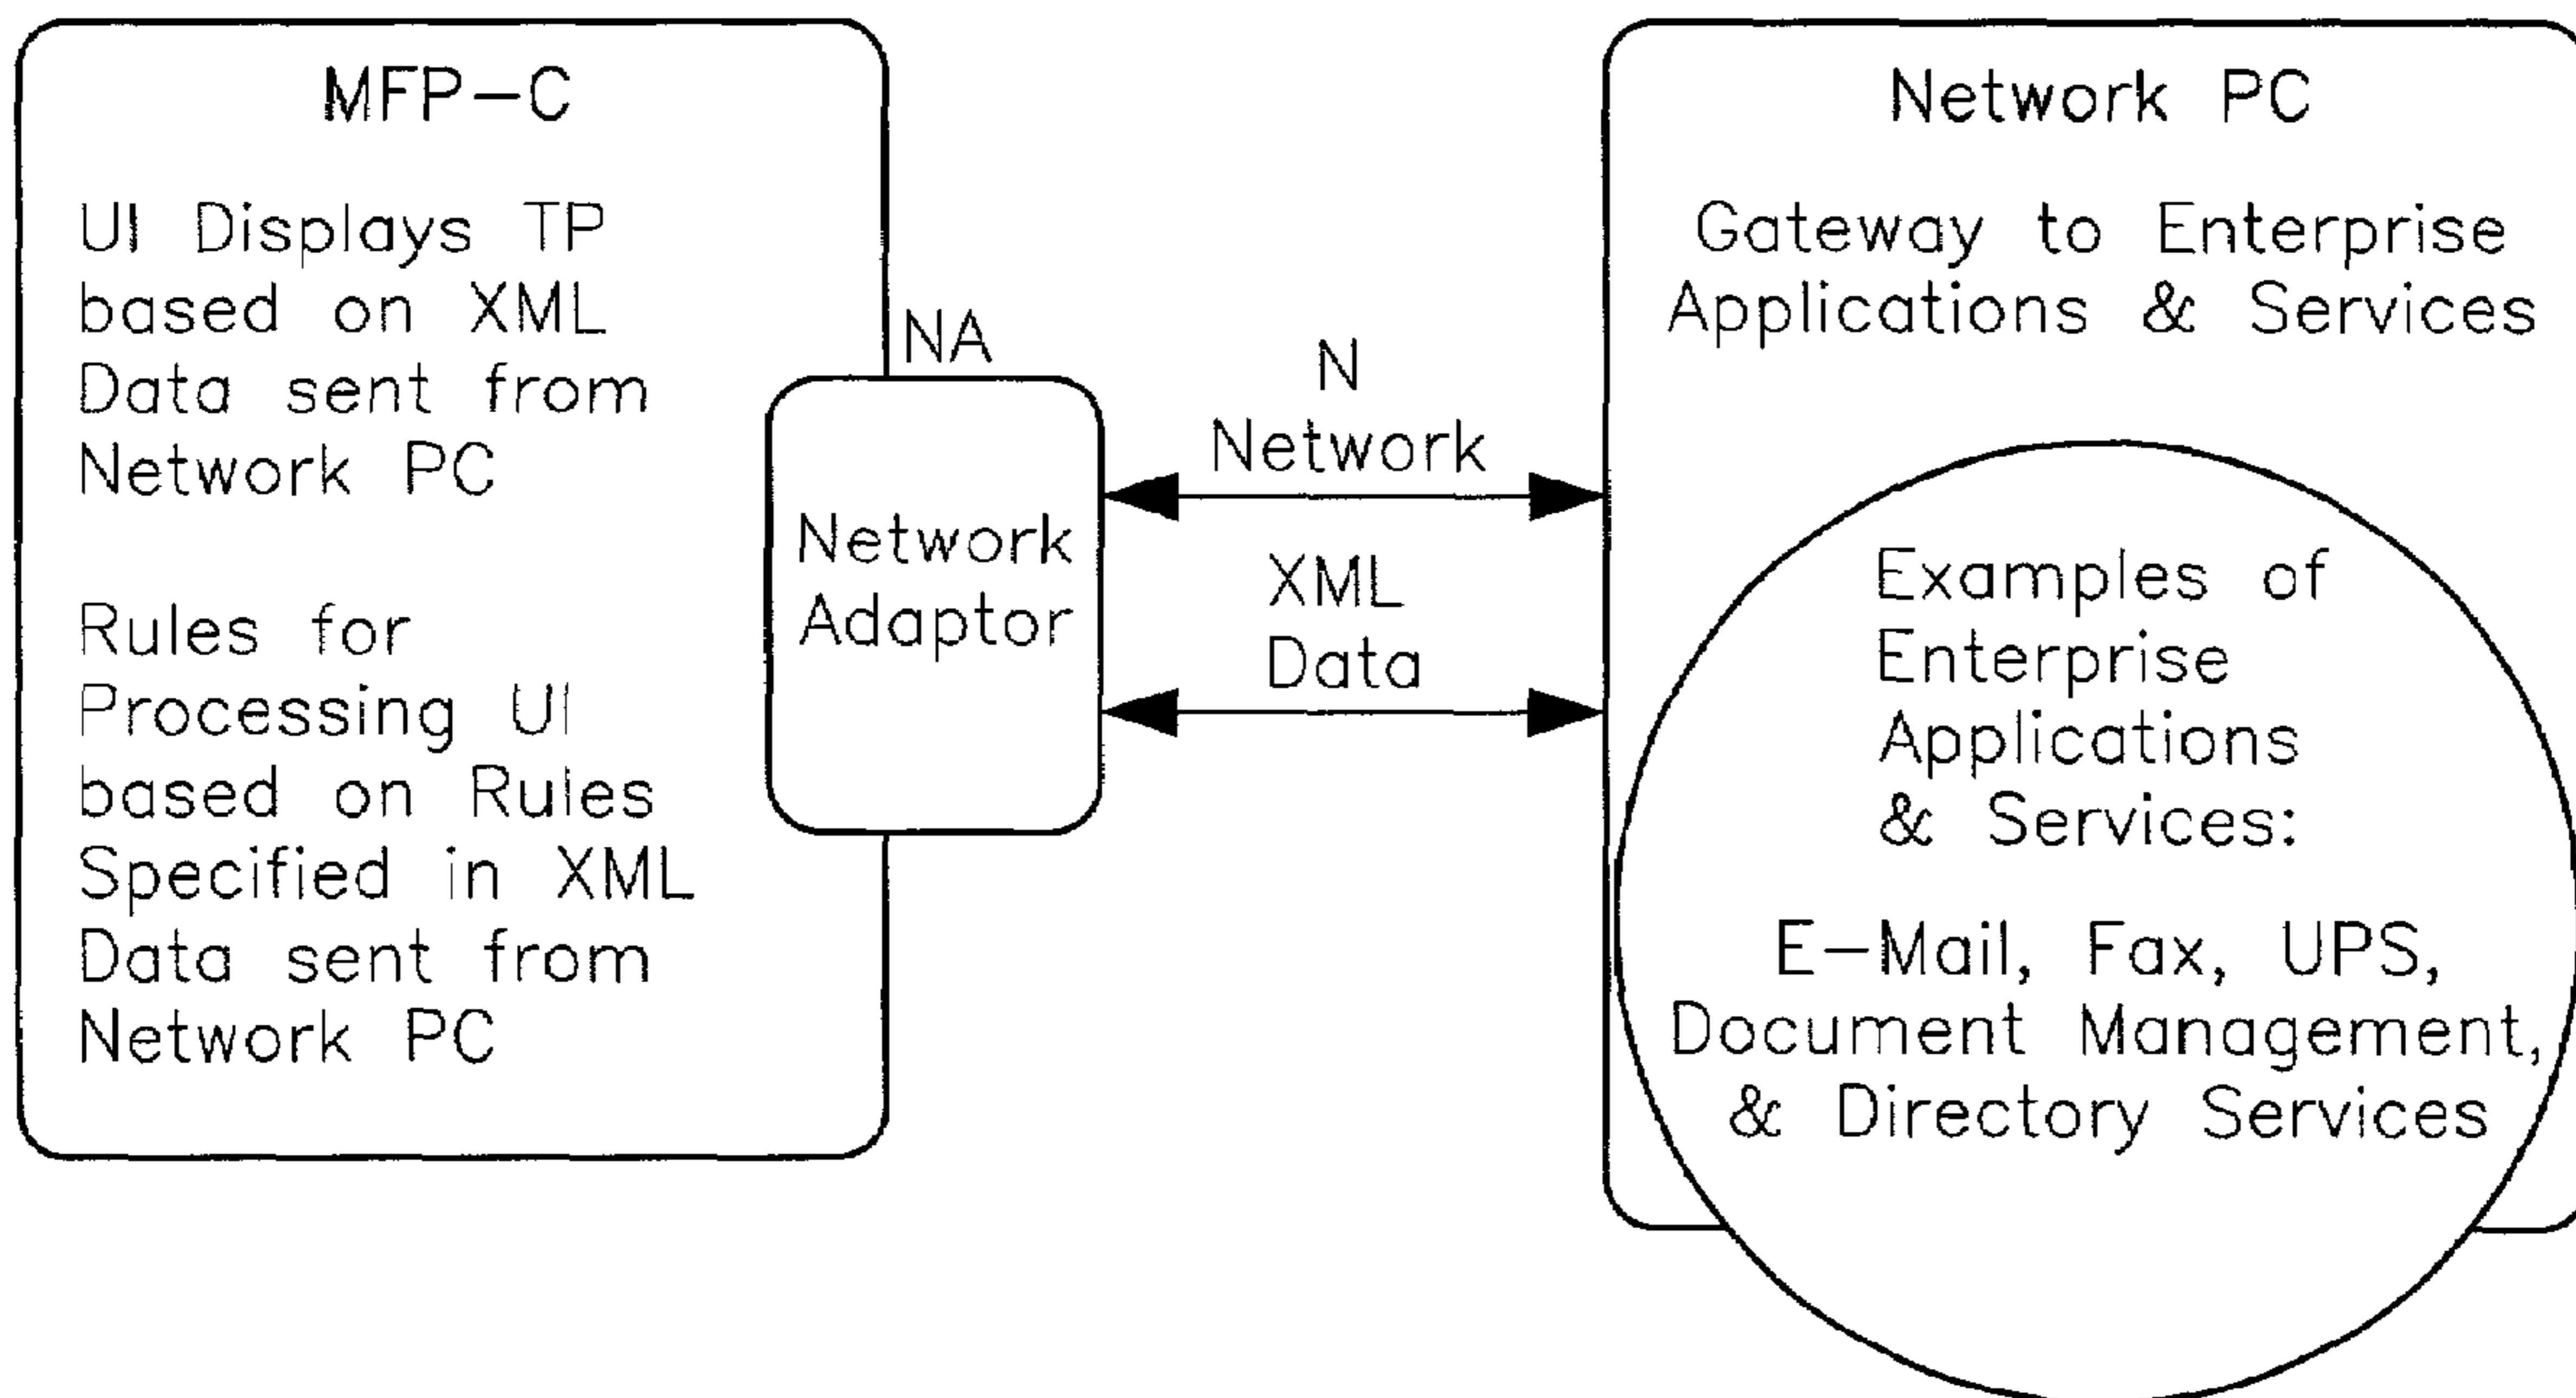 MFP-C
UI Displays TP
based on XML
Data sent from
Network PC
Rules for
Processing UI
based on Rules
Specified in XML
Data sent from
Network PC
NA
Network
Adaptor
N
Network
XML
Data
Network PC
Gateway to Enterprise
Applications & Services
Examples of
Enterprise
Applications
& Services:
E-Mail, Fax, UPS,
Document Management,
& Directory Services